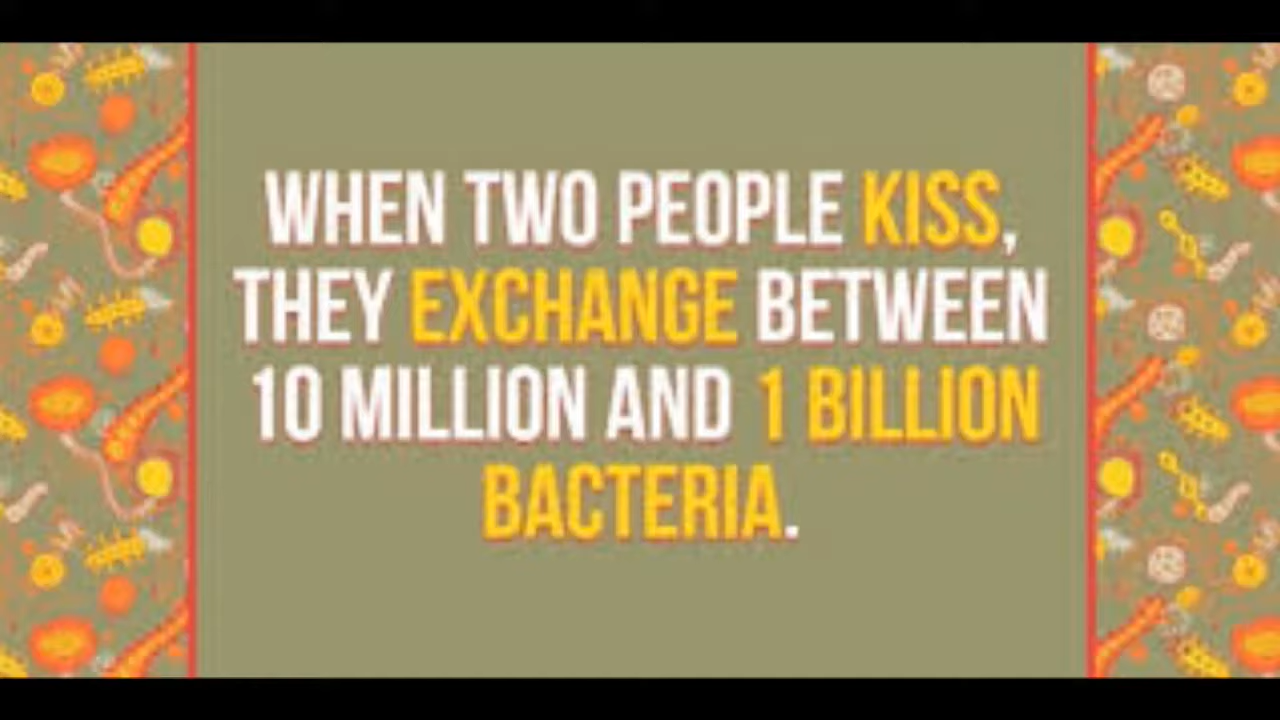 WHEN TWO PEOPLE KISS,
THEY EXCHANGE BETWEEN
10 MILLION AND 1 BILLION
BACTERIA.